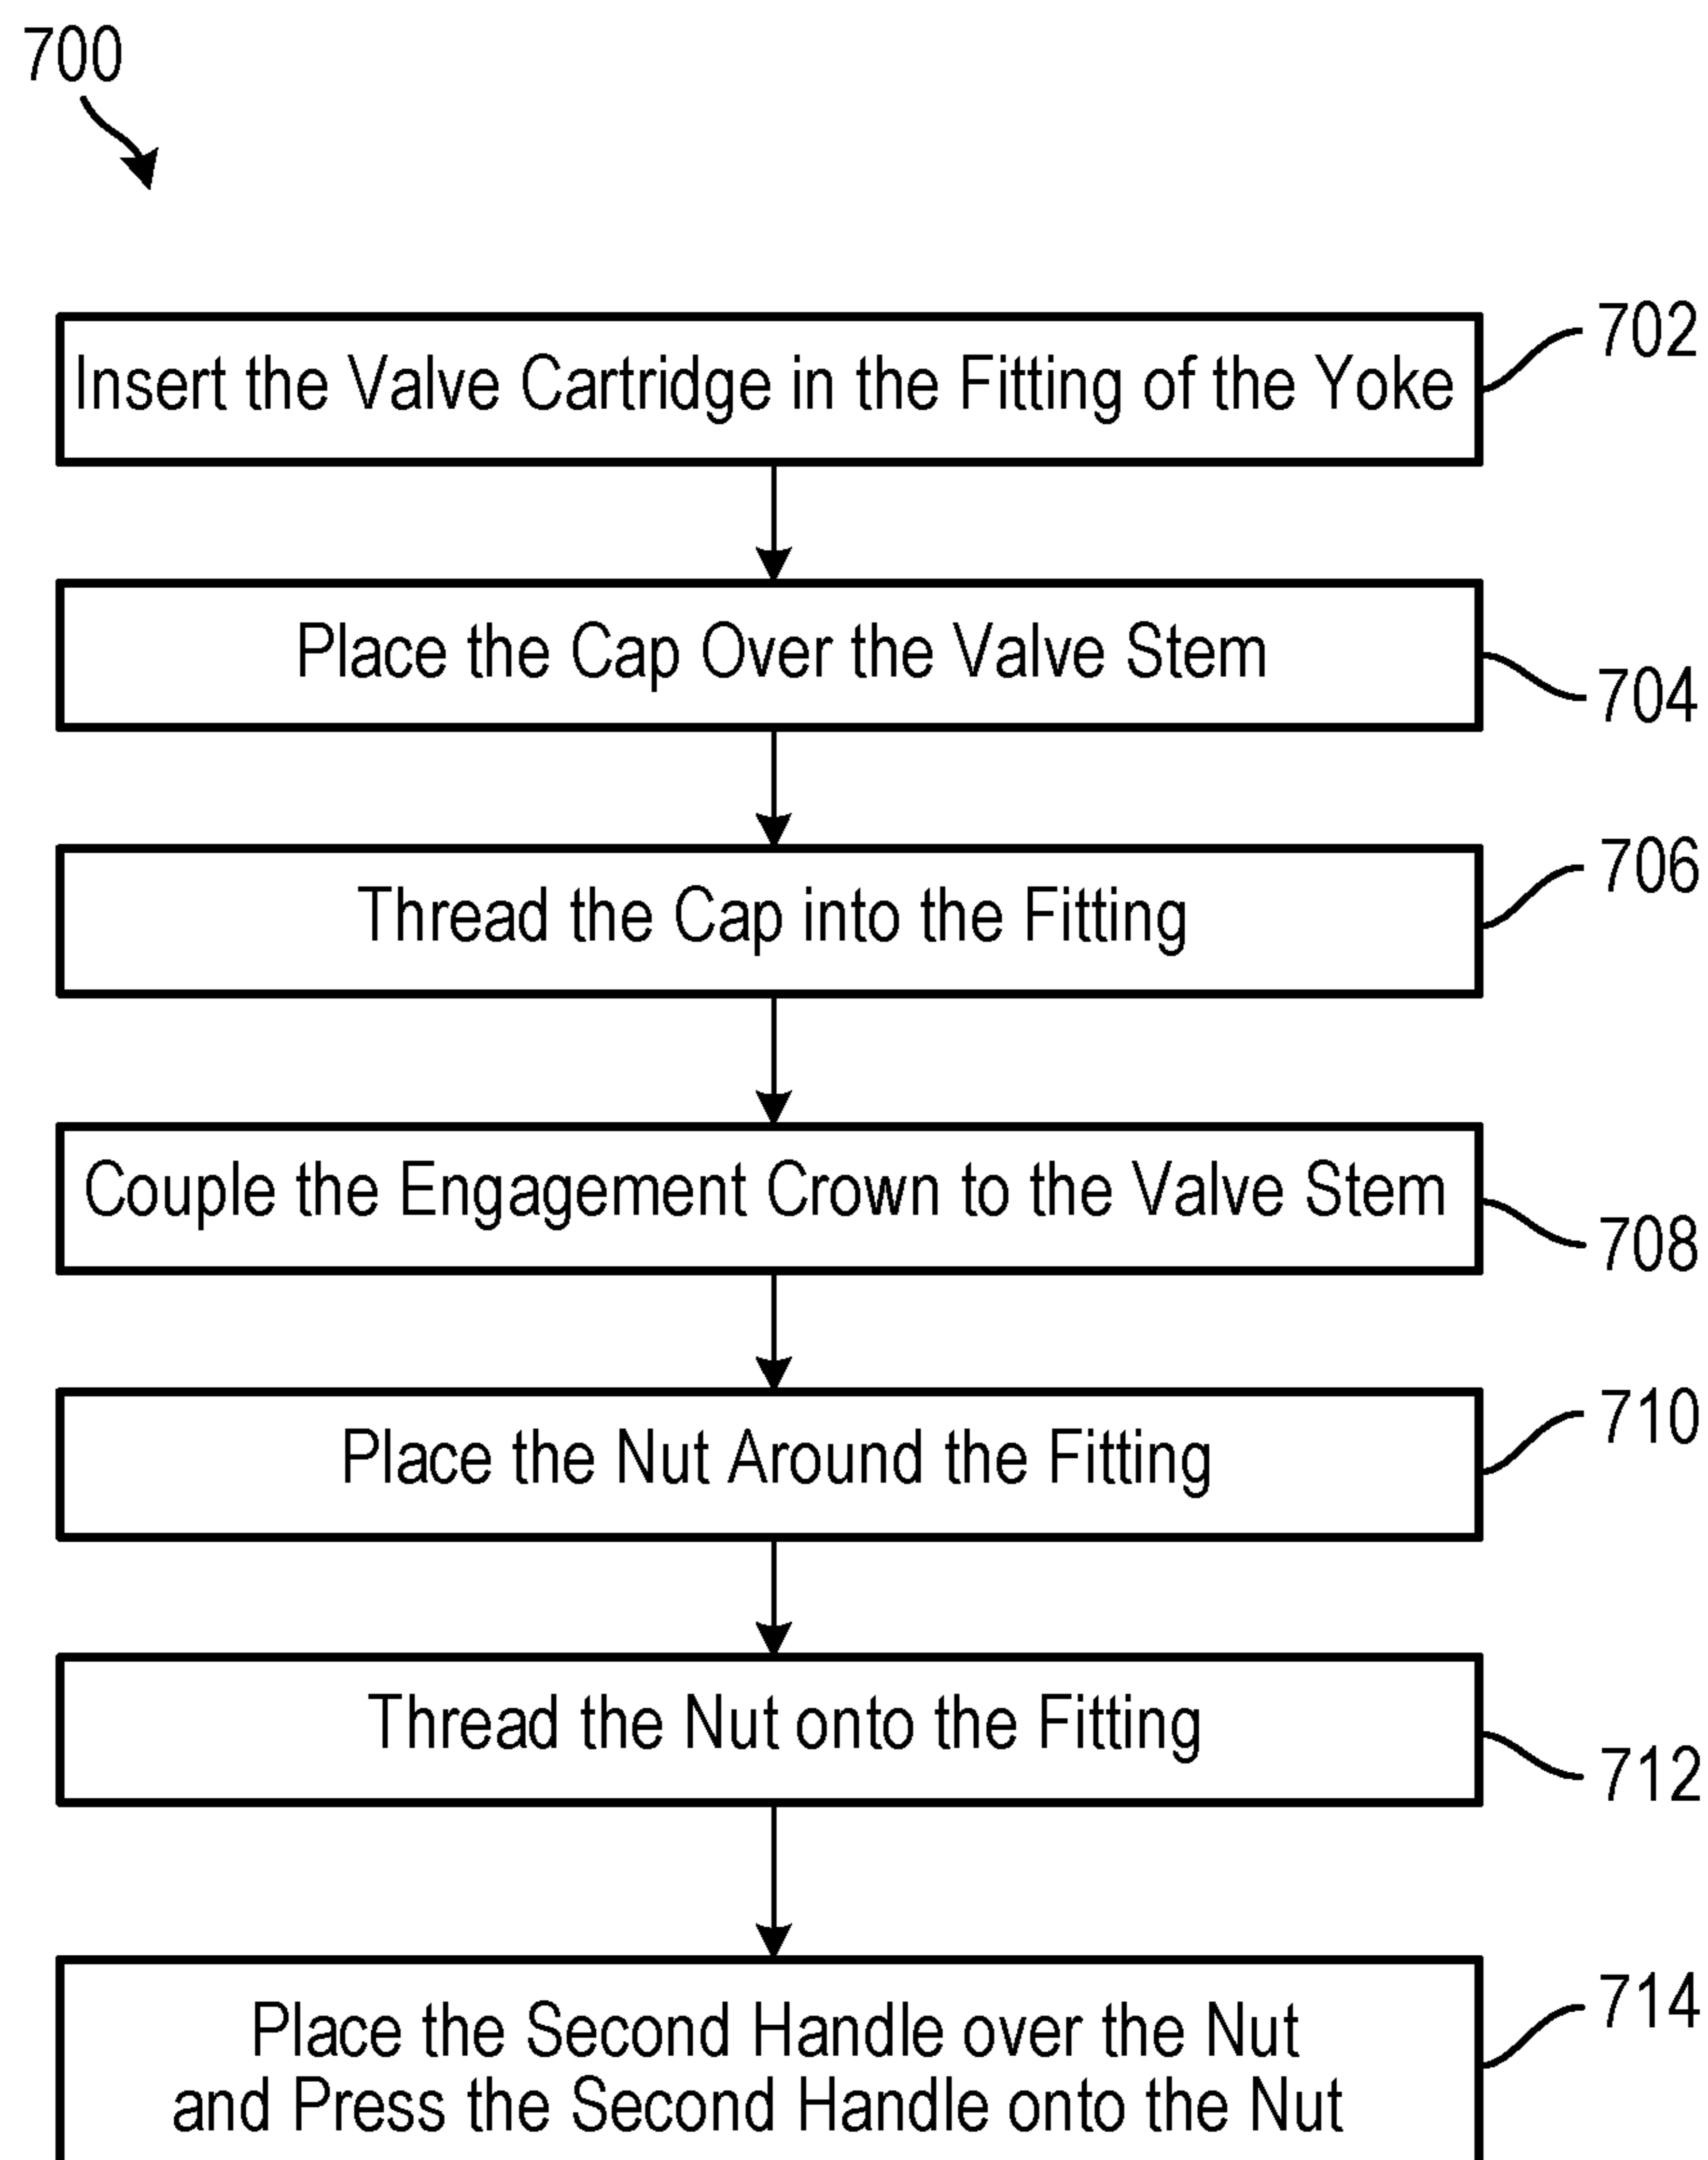 700
Insert the Valve Cartridge in the Fitting of the Yoke
702
Place the Cap Over the Valve Stem
704
Thread the Cap into the Fitting
706
Couple the Engagement Crown to the Valve Stem
708
Place the Nut Around the Fitting
710
Thread the Nut onto the Fitting
712
Place the Second Handle over the Nut
and Press the Second Handle onto the Nut
714